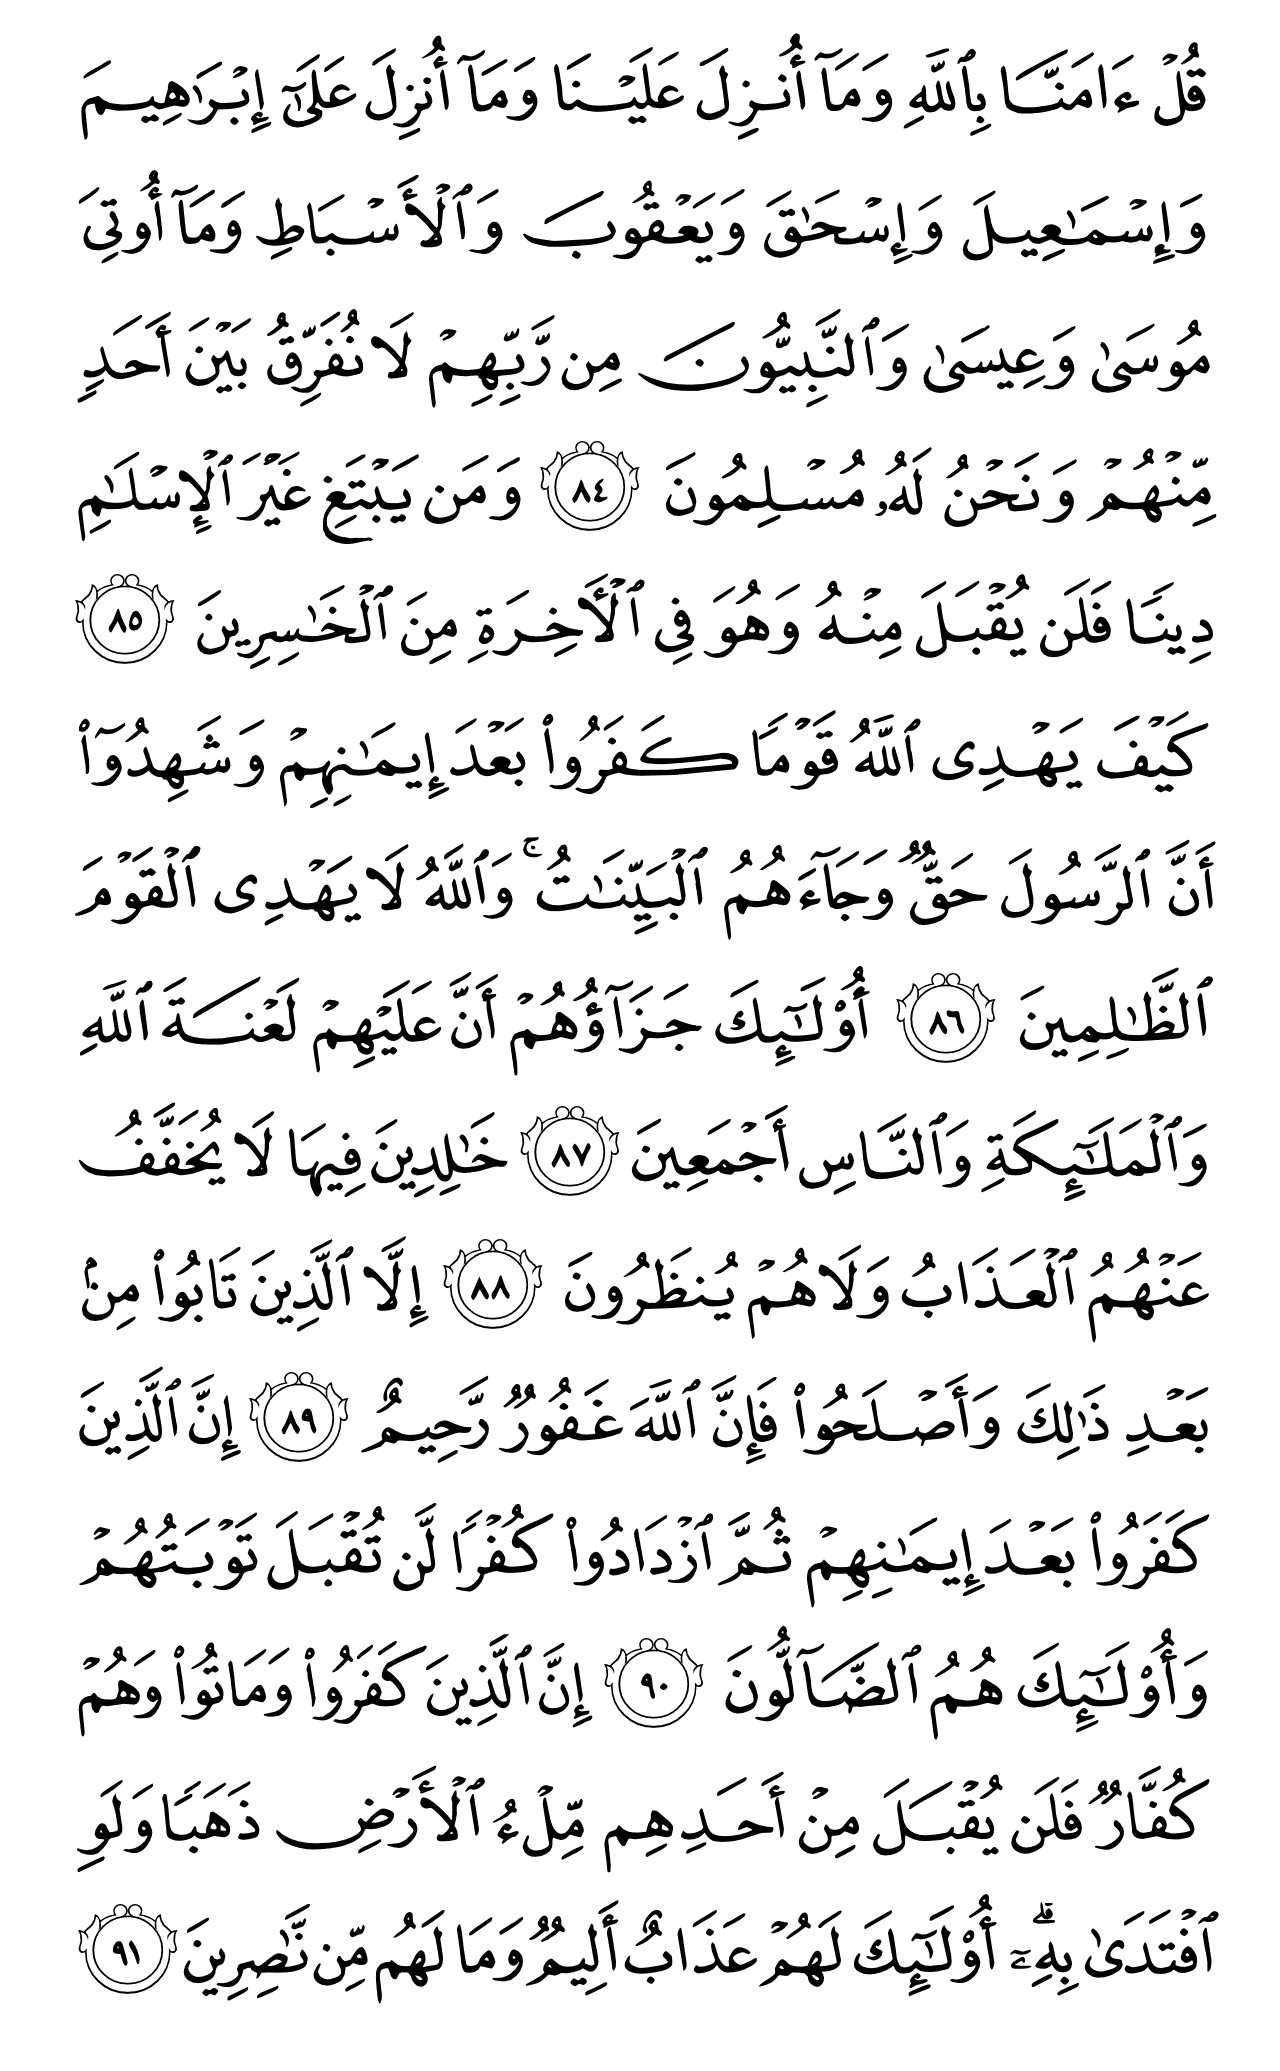 قُلۡ ءَامَنَّا بِٱللَّهِ وَمَآ أُنزِلَ عَلَيۡنَا وَمَآ أُنزِلَ عَلَىٰٓ إِبۡرَٰهِيمَ
وَإِسۡمَٰعِيلَ وَإِسۡحَٰقَ وَيَعۡقُوبَ وَٱلۡأَسۡبَاطِ وَمَآ أُوتِيَ
مُوسَىٰ وَعِيسَىٰ وَٱلنَّبِيُّونَ مِن رَّبِّهِمۡ لَا نُفَرِّقُ بَيۡنَ أَحَدٖ
مِّنۡهُمۡ وَنَحۡنُ لَهُۥ مُسۡلِمُونَ ٨٤ وَمَن يَبۡتَغِ غَيۡرَ ٱلۡإِسۡلَٰمِ
دِينٗا فَلَن يُقۡبَلَ مِنۡهُ وَهُوَ فِي ٱلۡأٓخِرَةِ مِنَ ٱلۡخَٰسِرِينَ ٨٥
كَيۡفَ يَهۡدِي ٱللَّهُ قَوۡمٗا كَفَرُواْ بَعۡدَ إِيمَٰنِهِمۡ وَشَهِدُوٓاْ
أَنَّ ٱلرَّسُولَ حَقّٞ وَجَآءَهُمُ ٱلۡبَيِّنَٰتُۚ وَٱللَّهُ لَا يَهۡدِي ٱلۡقَوۡمَ
ٱلظَّٰلِمِينَ ٨٦ أُوْلَٰٓئِكَ جَزَآؤُهُمۡ أَنَّ عَلَيۡهِمۡ لَعۡنَةَ ٱللَّهِ
وَٱلۡمَلَٰٓئِكَةِ وَٱلنَّاسِ أَجۡمَعِينَ ٨٧ خَٰلِدِينَ فِيهَا لَا يُخَفَّفُ
عَنۡهُمُ ٱلۡعَذَابُ وَلَا هُمۡ يُنظَرُونَ ٨٨ إِلَّا ٱلَّذِينَ تَابُواْ مِنۢ
بَعۡدِ ذَٰلِكَ وَأَصۡلَحُواْ فَإِنَّ ٱللَّهَ غَفُورٞ رَّحِيمٌ ٨٩ إِنَّ ٱلَّذِينَ
كَفَرُواْ بَعۡدَ إِيمَٰنِهِمۡ ثُمَّ ٱزۡدَادُواْ كُفۡرٗا لَّن تُقۡبَلَ تَوۡبَتُهُمۡ
وَأُوْلَٰٓئِكَ هُمُ ٱلضَّآلُّونَ ٩٠ إِنَّ ٱلَّذِينَ كَفَرُواْ وَمَاتُواْ وَهُمۡ
كُفَّارٞ فَلَن يُقۡبَلَ مِنۡ أَحَدِهِم مِّلۡءُ ٱلۡأَرۡضِ ذَهَبٗا وَلَوِ
ٱفۡتَدَىٰ بِهِۦٓۗ أُوْلَٰٓئِكَ لَهُمۡ عَذَابٌ أَلِيمٞ وَمَا لَهُم مِّن نَّٰصِرِينَ ٩١